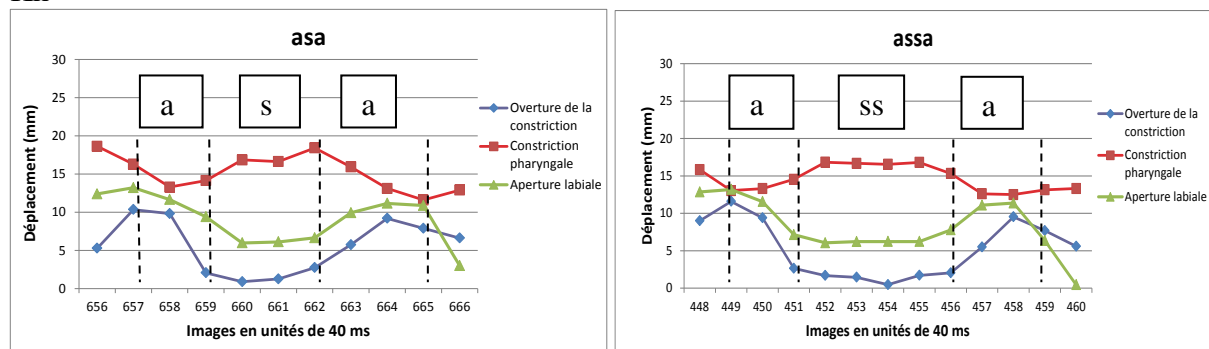 asa
30
25
20
15
10
5
0
Déplacement (mm)
a
s
a
656 657 658 659 660 661 662 663 664 665 666
Images en unités de 40 ms
Overture de la
constriction
Constriction
pharyngale
Aperture labiale
assa
30
25
20
15
10
5
0
Déplacement (mm)
a
ss
a
448 449 450 451 452 453 454 455 456 457 458 459 460
Images en unités de 40 ms
Overture de la
constriction
Constriction
pharyngale
Aperture labiale